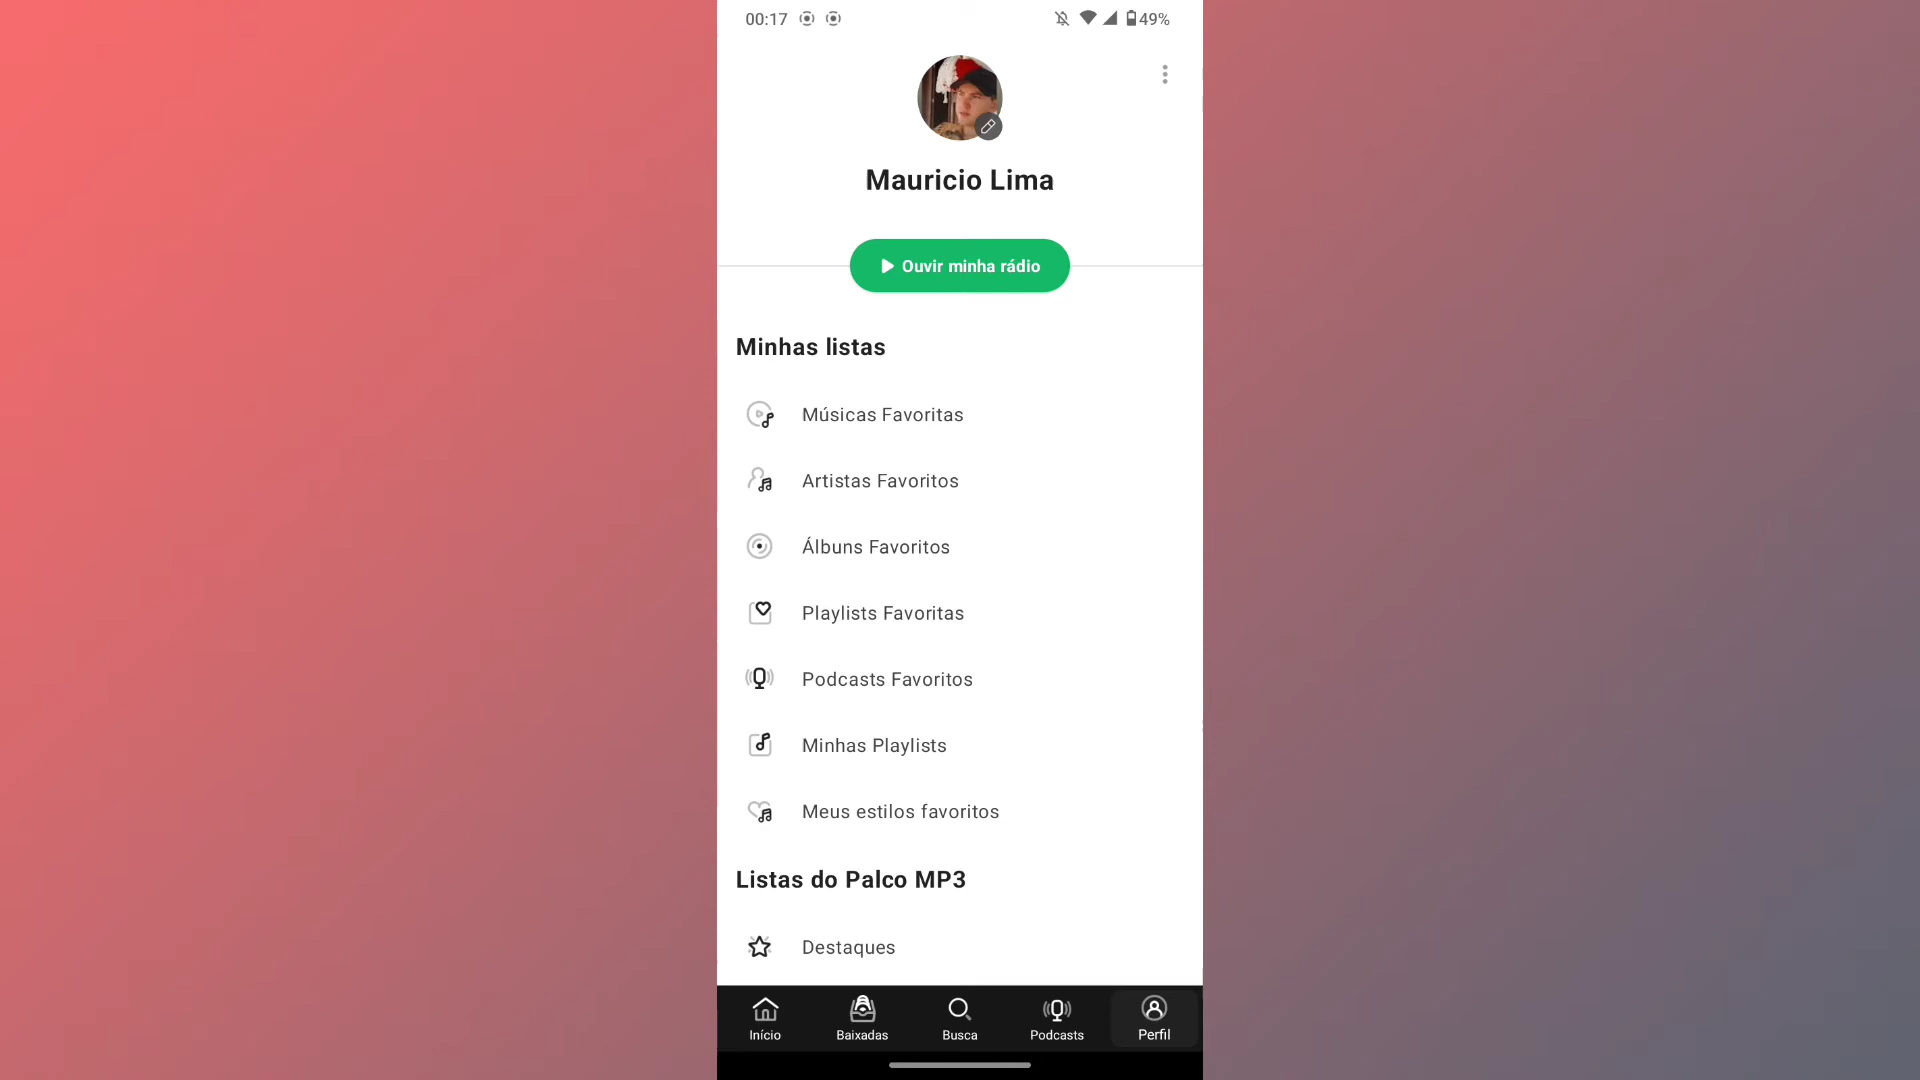 00:17
49%
Mauricio Lima
Ouvir minha rádio
Minhas listas
Músicas Favoritas
Artistas Favoritos
Álbuns Favoritos
Playlists Favoritas
Podcasts Favoritos
Minhas Playlists
Meus estilos favoritos
Listas do Palco MP3
Destaques
Início
Baixadas
Busca
Podcasts
Perfil